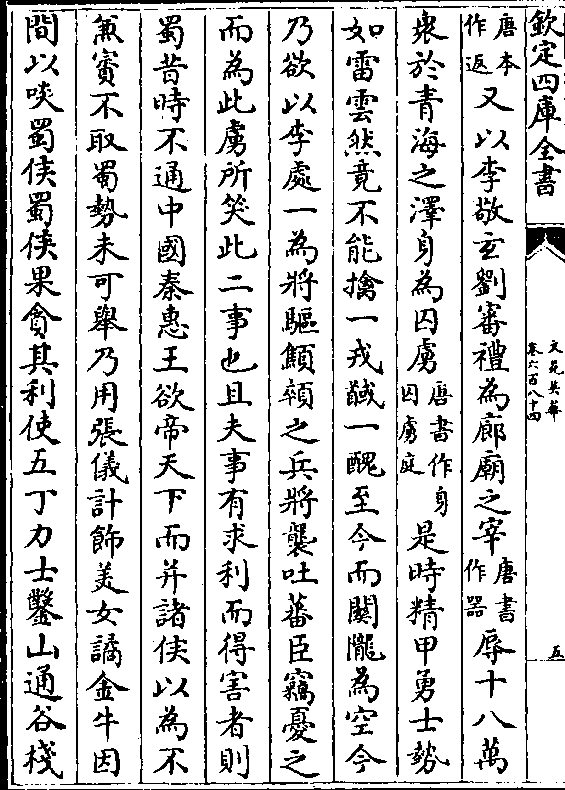 欽定四庫全書
文苑英華
卷六百八十四
五
唐本作返又以李敬玄劉審禮為廊廟之宰唐書作器辱十八萬
衆於青海之澤身為囚虜唐書作身囚虜庭是時精甲勇士勢
如雷雲然竟不能擒一戎馘一醜至今而關隴為空今
乃欲以李處一為將驅顦顇之兵將襲吐蕃臣竊憂之
而為此虜所笑此二事也且夫事有求利而得害者則
蜀昔時不通中國秦惠王欲帝天下而并諸侯以為不
兼賨不取蜀勢未可舉乃用張儀計飾美女譎金牛因
間以啖蜀侯蜀侯果貪其利使五丁力士鑿山通谷棧